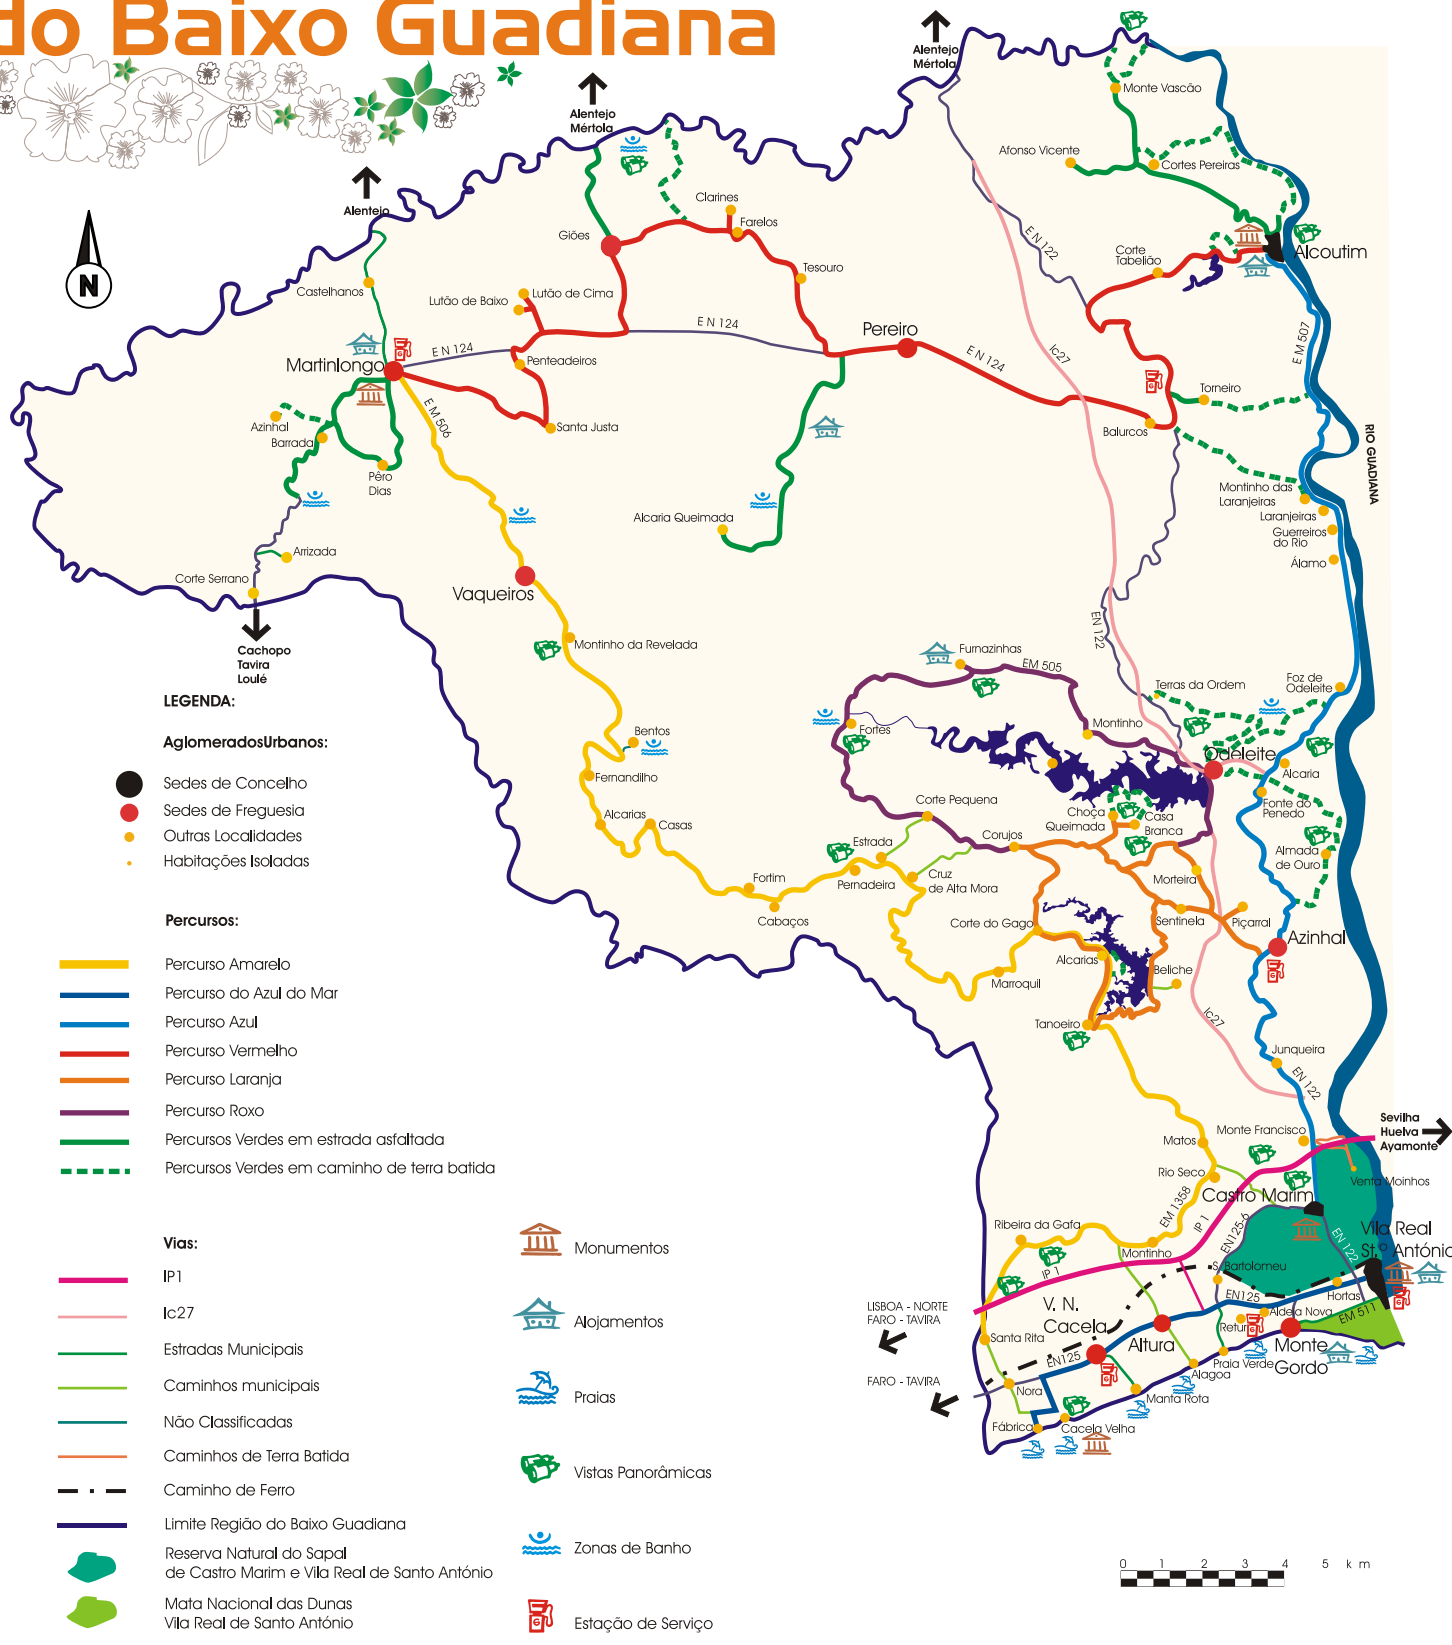 do Baixo Guadiana
Alentejo
Mértola
Alentejo
Mértola
Alentejo
N
Monte Vascão
Afonso Vicente
Cortes Pereiras
Clarines
Farelos
Giões
EN 122
Corte
Tabelião
Alcoutim
Tesouro
Castelhanos
Lutão de Baixo
Lutão de Cima
E N 124
Pereiro
E M 507
E N 124
Ic27
E N 124
Martinlongo
Penteadeiros
Torneiro
E M 506
Azinhal
Barrada
Santa Justa
Balurcos
RIO GUADIANA
Pêro
Dias
Montinho das
Laranjeiras
Alcaria Queimada
Laranjeiras
Guerreiros
do Rio
Arrizada
Álamo
Corte Serrano
Vaqueiros
EN 122
Cachopo
Tavira
Loulé
Montinho da Revelada
Furnazinhas
EM 505
Terras da Ordem
Foz de
Odeleite
Bentos
Fortes
Montinho
Odeleite
Fernandilho
Alcaria
Corte Pequena
Fonte do
Penedo
Alcarias
Casas
Choça
Queimada
Casa
Branca
Corujos
Estrada
Almada
de Ouro
Fortim
Pernadeira
Cruz
de Alta Mora
Morteira
Cabaços
Corte do Gago
Sentinela
Piçarral
Azinhal
Alcarias
Beliche
Marroquil
Tanoeiro
Ic27
Junqueira
EN 122
Sevilha
Huelva
Ayamonte
Matos
Monte Francisco
Rio Seco
Venta Moinhos
Castro Marim
EM 1358
IP 1
EN125-6
Ribeira da Gafa
Montinho
EN 122
Vila Real
St.º António
S. Bartolomeu
IP 1
Hortas
EN125
LISBOA - NORTE
FARO - TAVIRA
V. N.
Cacela
Aldeia Nova
EM 511
Retur
Santa Rita
Altura
Monte
Gordo
EN125
Praia Verde
Alagoa
FARO - TAVIRA
Nora
Manta Rota
Fábrica
Cacela Velha
0 1 2 3 4 5 k m
LEGENDA:
AglomeradosUrbanos:
Sedes de Concelho
Sedes de Freguesia
Outras Localidades
Habitações Isoladas
Percursos:
Percurso Amarelo
Percurso do Azul do Mar
Percurso Azul
Percurso Vermelho
Percurso Laranja
Percurso Roxo
Percursos Verdes em estrada asfaltada
Percursos Verdes em caminho de terra batida
Vias:
IP1
Ic27
Estradas Municipais
Caminhos municipais
Não Classificadas
Caminhos de Terra Batida
Caminho de Ferro
Limite Região do Baixo Guadiana
Reserva Natural do Sapal
de Castro Marim e Vila Real de Santo António
Mata Nacional das Dunas
Vila Real de Santo António
Monumentos
Alojamentos
Praias
Vistas Panorâmicas
Zonas de Banho
Estação de Serviço